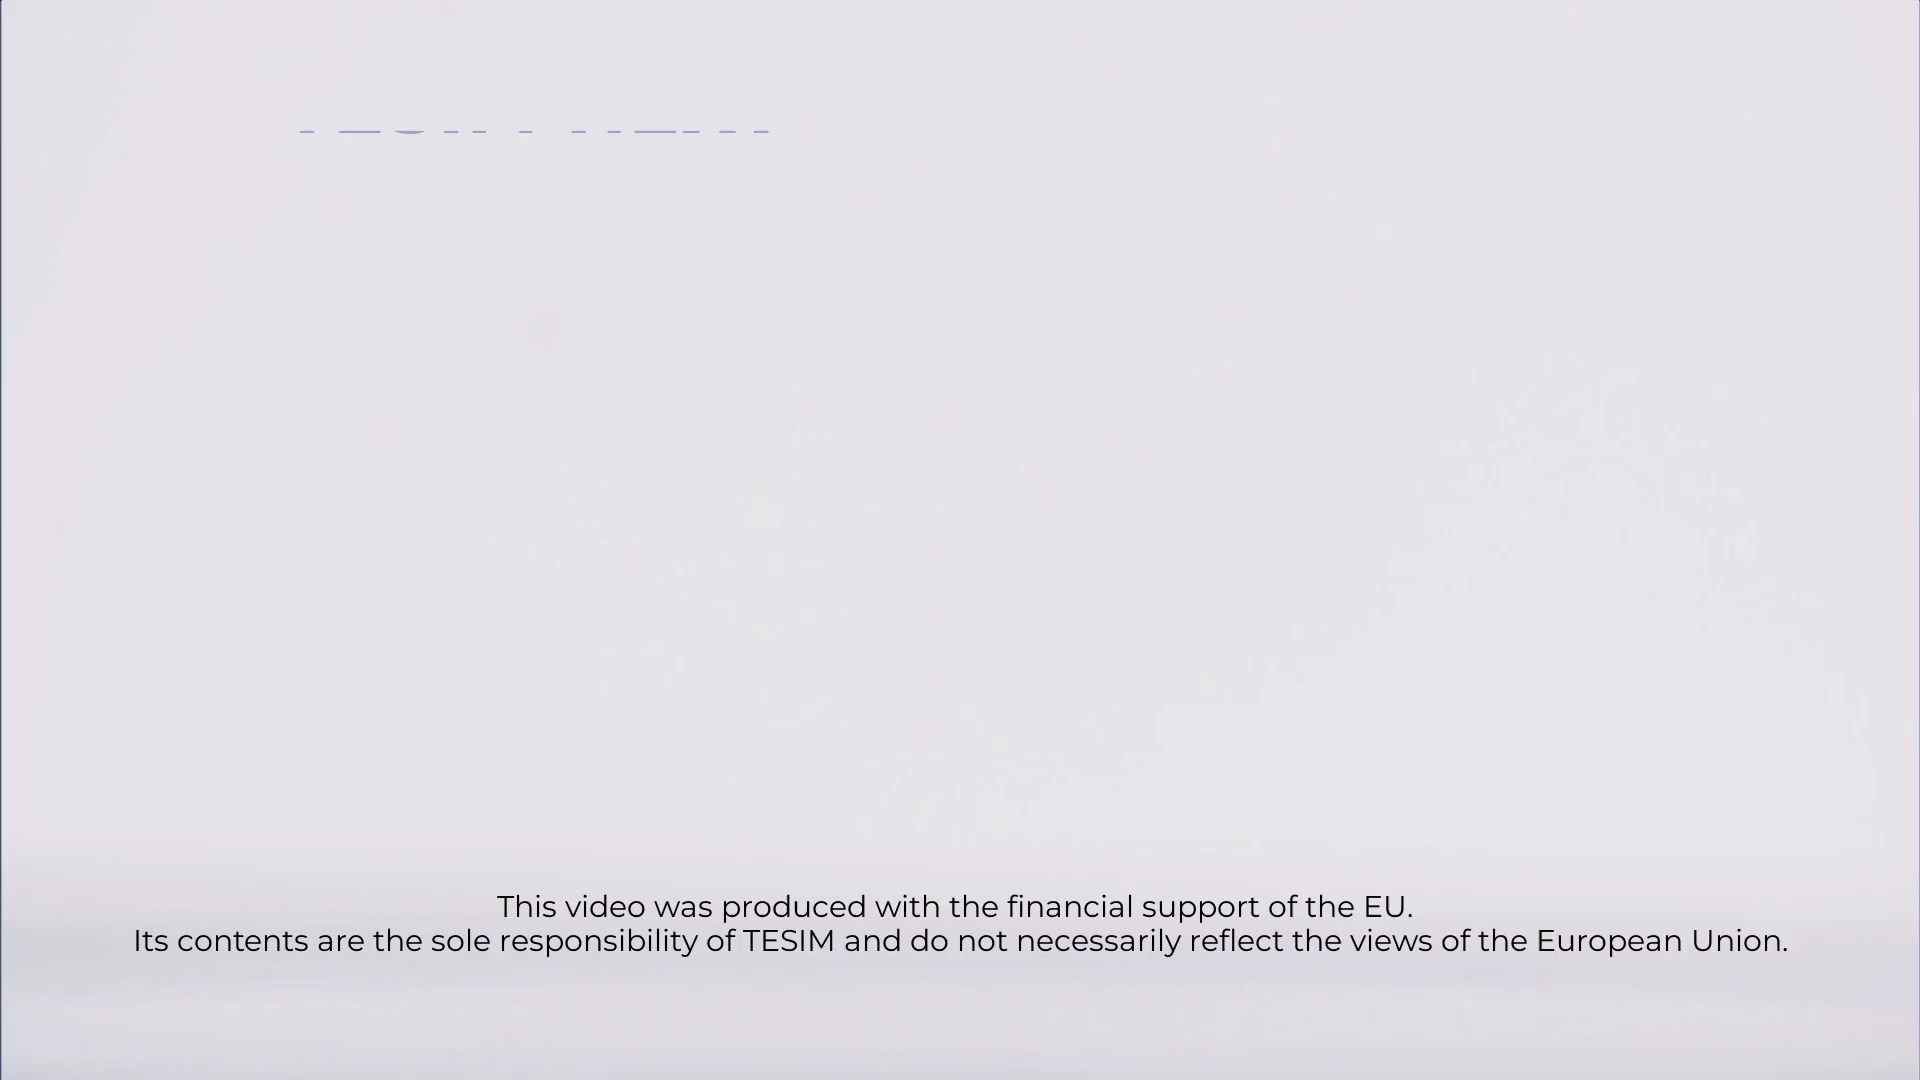 This video was produced with the financial support of the EU.
Its contents are the sole responsibility of TESIM and do not necessarily reflect the views of the European Union.